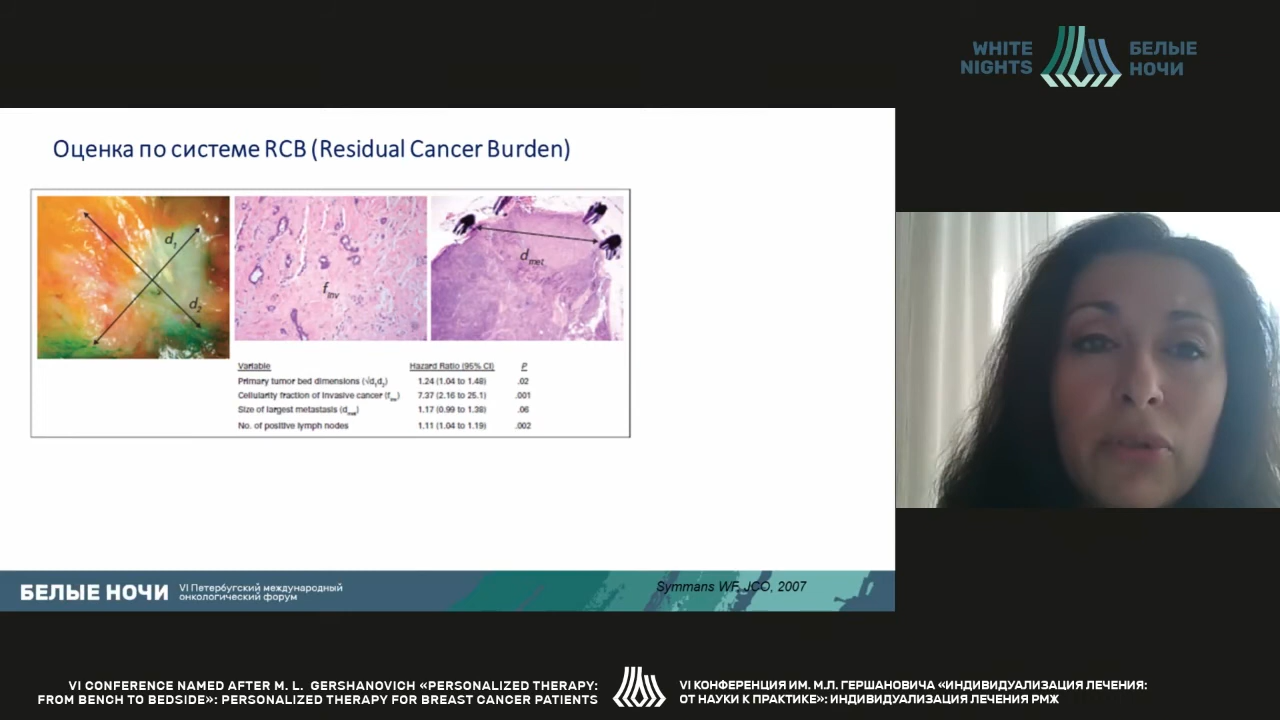 WHITE
NIGHTS
БЕЛЫЕ
НОЧИ
Оценка по системе RCB (Residual Cancer Burden)
d1
d2
finv
dmet
Variable Hazard Ratio (95% CI) P
Primary tumor bed dimensions (√d1d2) 1.24 (1.04 to 1.48) .02
Cellularity fraction of invasive cancer (finv) 7.37 (2.16 to 25.1) .001
Size of largest metastasis (dmet) 1.17 (0.99 to 1.38) .06
No. of positive lymph nodes 1.11 (1.04 to 1.19) .002
БЕЛЫЕ НОЧИ
VI Петербургский международный
онкологический форум
Symmans WF. JCO, 2007
VI CONFERENCE NAMED AFTER M. L. GERSHANOVICH «PERSONALIZED THERAPY:
FROM BENCH TO BEDSIDE»: PERSONALIZED THERAPY FOR BREAST CANCER PATIENTS
VI КОНФЕРЕНЦИЯ ИМ. М.Л. ГЕРШАНОВИЧА «ИНДИВИДУАЛИЗАЦИЯ ЛЕЧЕНИЯ:
ОТ НАУКИ К ПРАКТИКЕ»: ИНДИВИДУАЛИЗАЦИЯ ЛЕЧЕНИЯ РМЖ